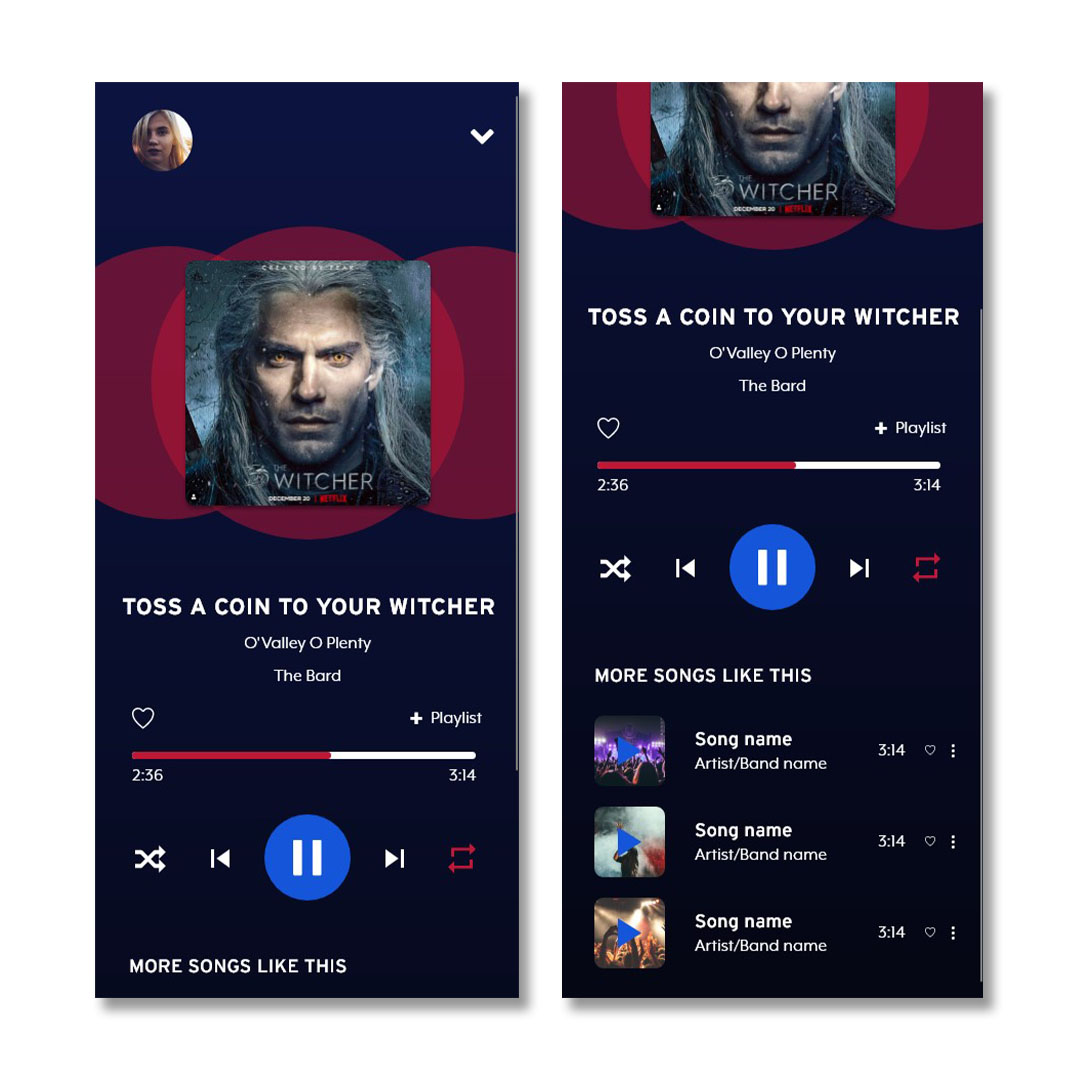 CREATED BY FEAR
THE
WITCHER
DECEMBER 20 | NETFLIX
TOSS A COIN TO YOUR WITCHER
O'Valley O Plenty
The Bard
+ Playlist
2:36 3:14
MORE SONGS LIKE THIS
THE
WITCHER
DECEMBER 20 | NETFLIX
TOSS A COIN TO YOUR WITCHER
O'Valley O Plenty
The Bard
+ Playlist
2:36 3:14
MORE SONGS LIKE THIS
Song name
3:14
Artist/Band name
Song name
3:14
Artist/Band name
Song name
3:14
Artist/Band name